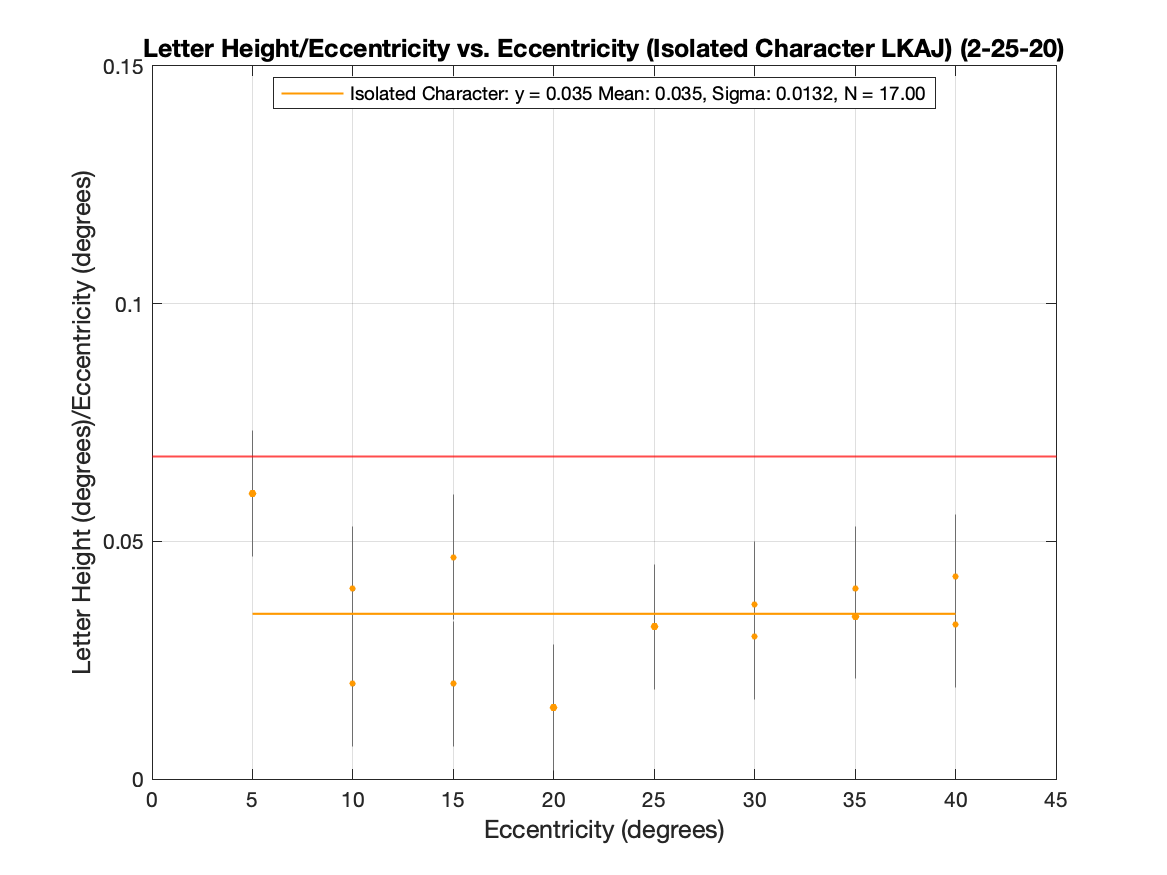 Letter Height/Eccentricity vs. Eccentricity (Isolated Character LKAJ) (2-25-20)
Isolated Character: y = 0.035 Mean: 0.035, Sigma: 0.0132, N = 17.00
Letter Height (degrees)/Eccentricity (degrees)
0.15
0.1
0.05
0
0 5 10 15 20 25 30 35 40 45
Eccentricity (degrees)